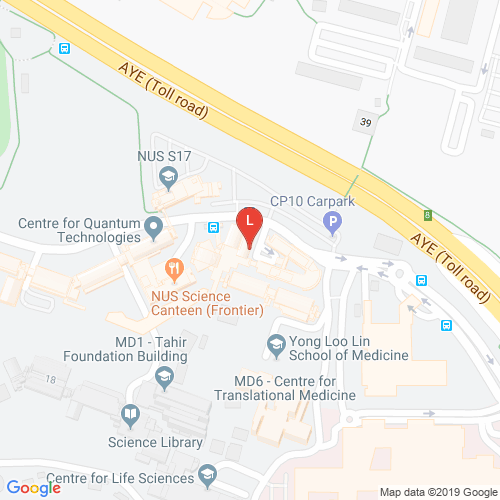 AYE (Toll road)
39
NUS S17
CP10 Carpark
P
8
L
Centre for Quantum
Technologies
AYE (Toll road)
NUS Science
Canteen (Frontier)
MD1 - Tahir
Foundation Building
Yong Loo Lin
School of Medicine
18
MD6 - Centre for
Translational Medicine
Science Library
Centre for Life Sciences
Google
Map data ©2019 Google